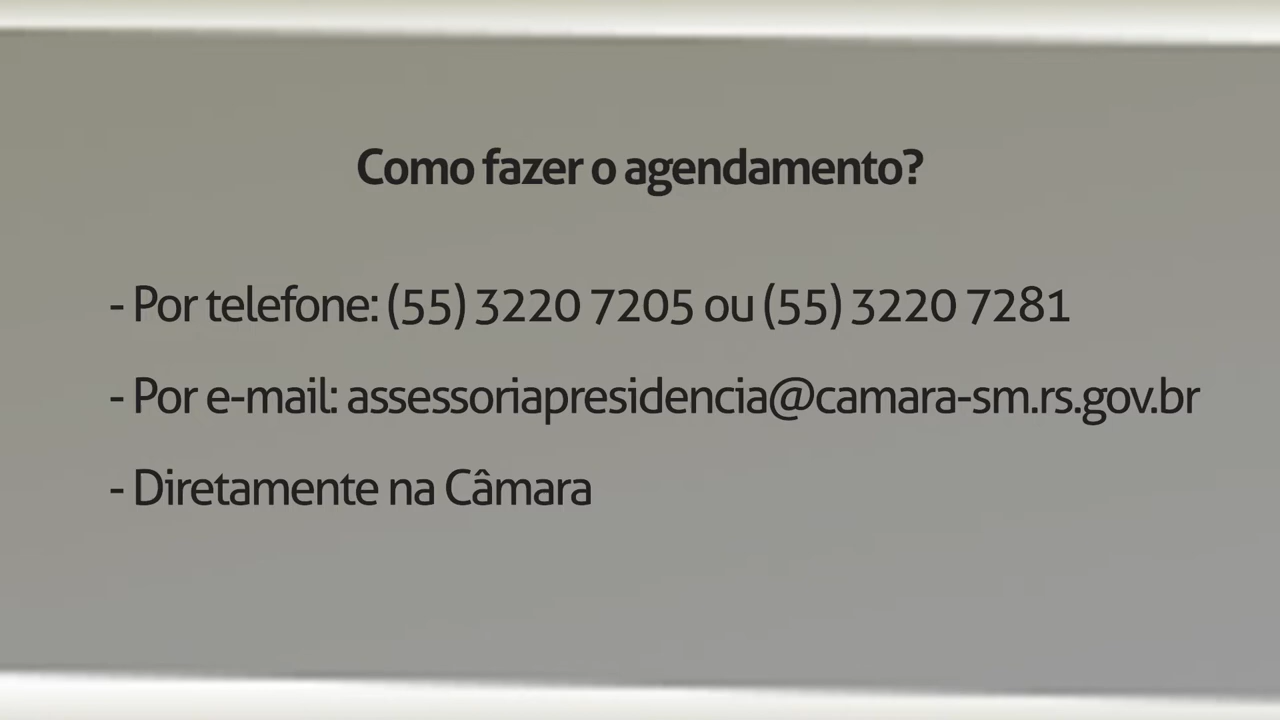 Como fazer o agendamento?
- Por telefone: (55) 3220 7205 ou (55) 3220 7281
- Por e-mail: assessoriapresidencia@camara-sm.rs.gov.br
- Diretamente na Câmara